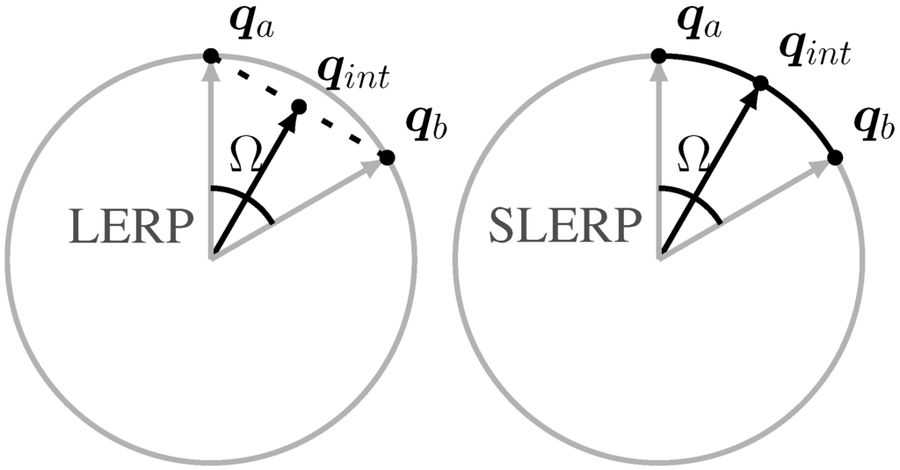 q_a
q_int
q_b
Ω
LERP
q_a
q_int
q_b
Ω
SLERP